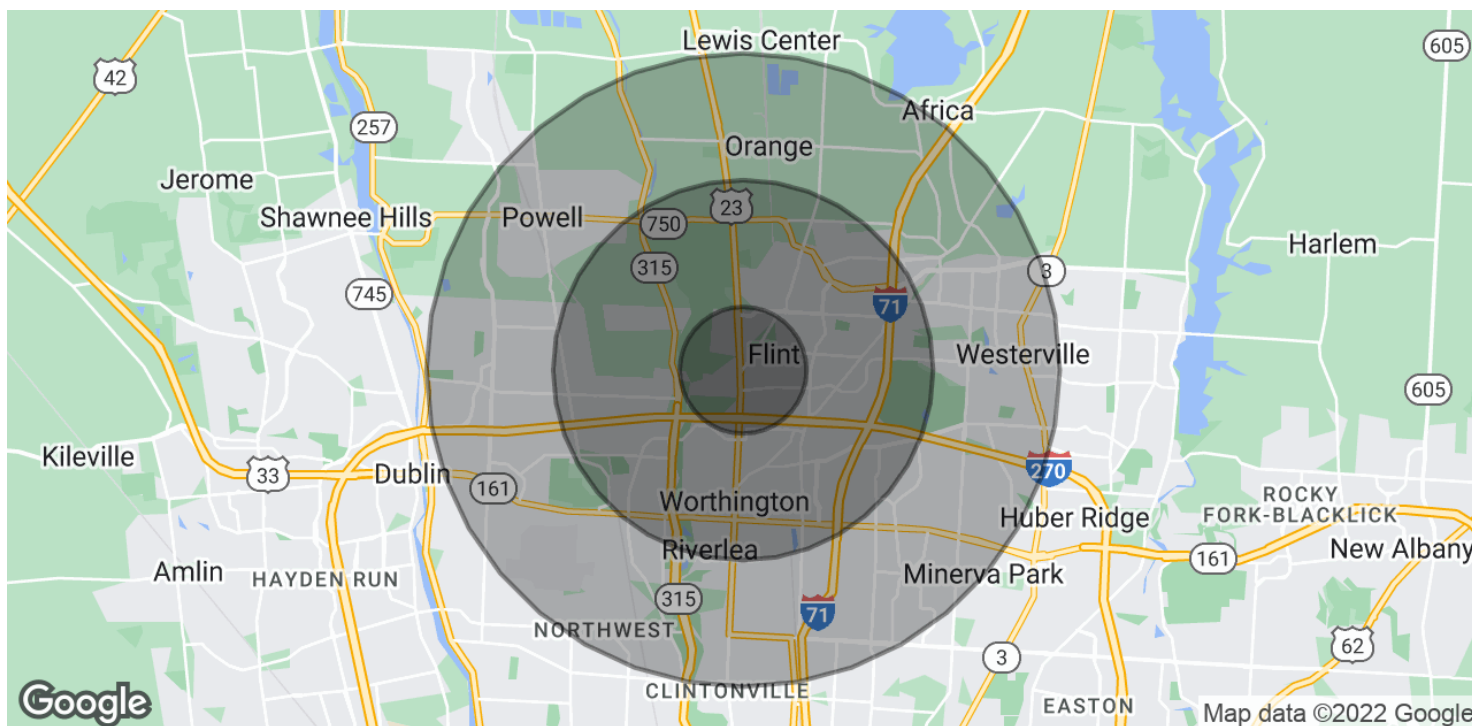 Lewis Center
605
42
Africa
257
Orange
Jerome
Shawnee Hills
Powell
23
750
Harlem
315
3
745
71
Flint
Westerville
605
Kileville
33
Dublin
270
161
Worthington
ROCKY
FORK-BLACKLICK
Huber Ridge
Riverlea
161
New Albany
Amlin
HAYDEN RUN
Minerva Park
315
71
NORTHWEST
62
3
CLINTONVILLE
EASTON
Google
Map data ©2022 Google